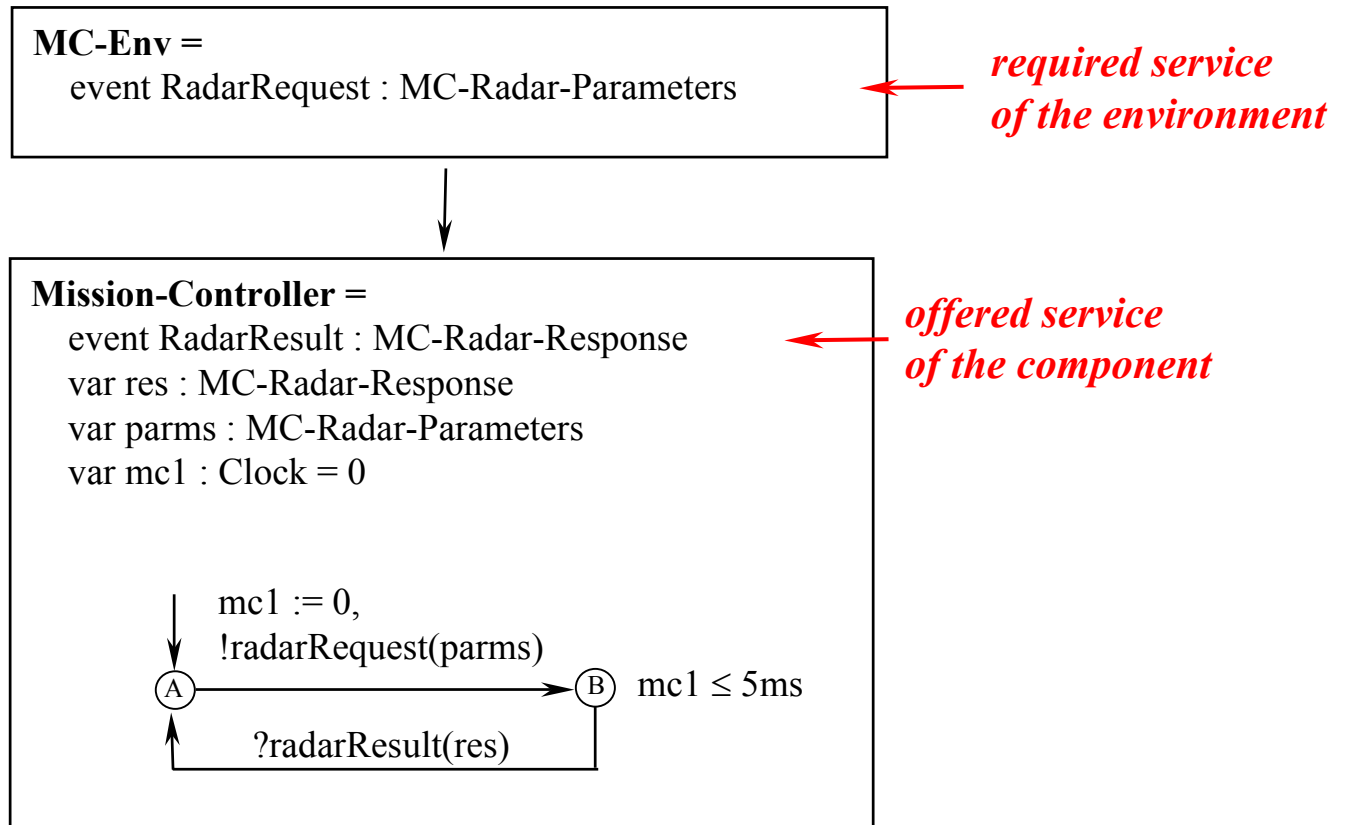 MC-Env =
event RadarRequest : MC-Radar-Parameters
required service
of the environment
Mission-Controller =
event RadarResult : MC-Radar-Response
var res : MC-Radar-Response
var parms : MC-Radar-Parameters
var mc1 : Clock = 0
offered service
of the component
mc1 := 0,
!radarRequest(parms)
A
B
mc1 ≤ 5ms
?radarResult(res)